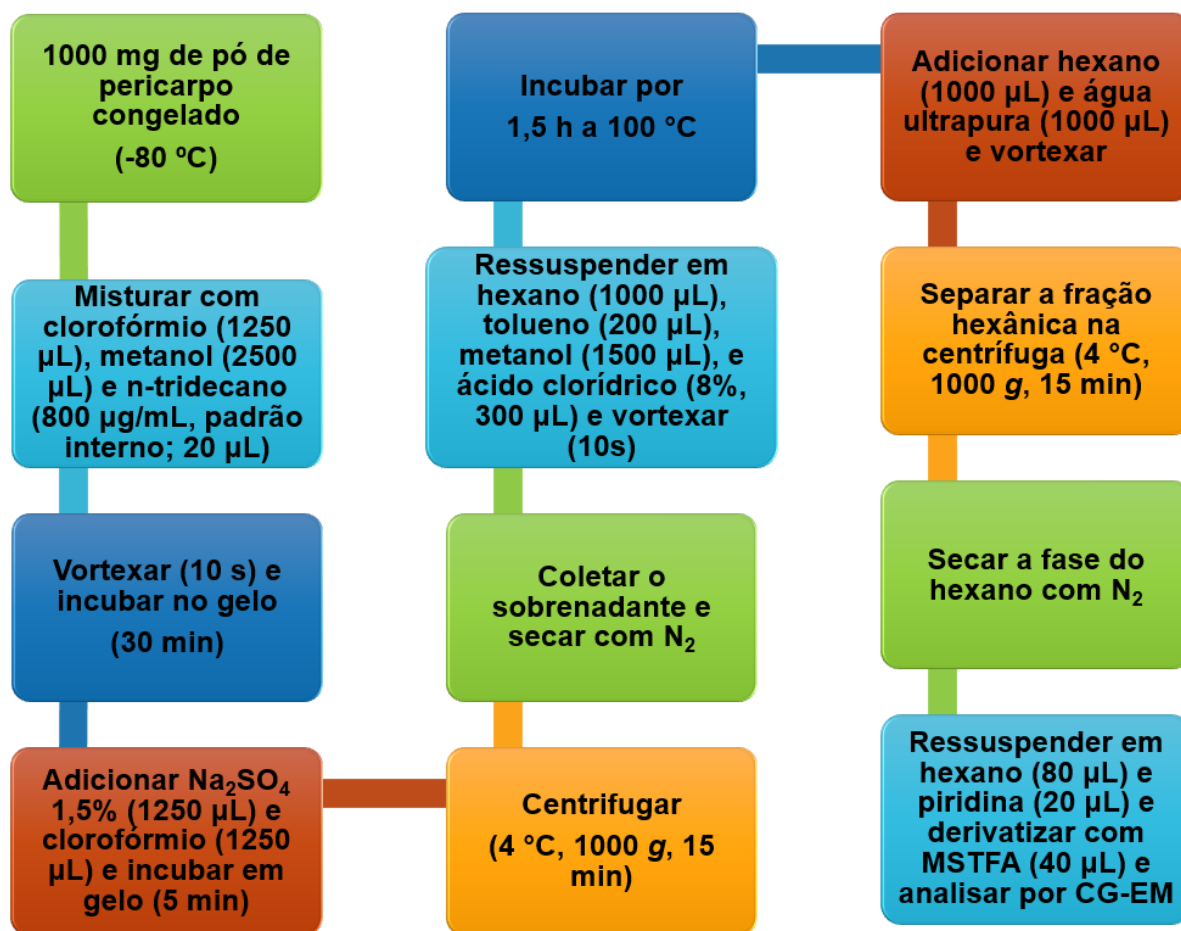 1000 mg de pó de
pericarpo
congelado
(-80 ºC)
Misturar com
clorofórmio (1250
µL), metanol (2500
µL) e n-tridecano
(800 µg/mL, padrão
interno; 20 µL)
Vortexar (10 s) e
incubar no gelo
(30 min)
Adicionar Na₂SO₄
1,5% (1250 µL) e
clorofórmio (1250
µL) e incubar em
gelo (5 min)
Centrifugar
(4 °C, 1000 g, 15
min)
Coletar o
sobrenadante e
secar com N₂
Ressuspender em
hexano (1000 µL),
tolueno (200 µL),
metanol (1500 µL), e
ácido clorídrico (8%,
300 µL) e vortexar
(10s)
Incubar por
1,5 h a 100 °C
Adicionar hexano
(1000 µL) e água
ultrapura (1000 µL)
e vortexar
Separar a fração
hexânica na
centrífuga (4 °C,
1000 g, 15 min)
Secar a fase do
hexano com N₂
Ressuspender em
hexano (80 µL) e
piridina (20 µL) e
derivatizar com
MSTFA (40 µL) e
analisar por CG-EM